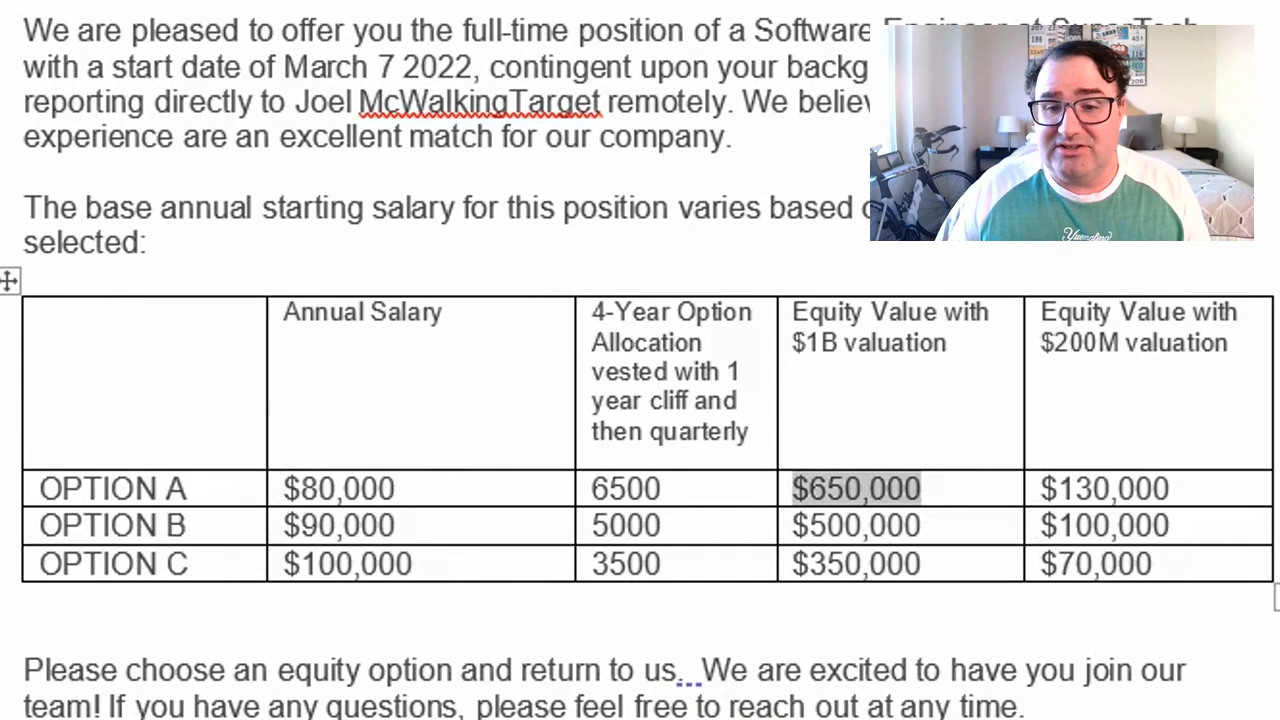 We are pleased to offer you the full-time position of a Software Engineer at SuperTech
with a start date of March 7 2022, contingent upon your backg
reporting directly to Joel McWalkingTarget remotely. We believ
experience are an excellent match for our company.
The base annual starting salary for this position varies based
selected:
Annual Salary
4-Year Option
Allocation
vested with 1
year cliff and
then quarterly
Equity Value with
$1B valuation
Equity Value with
$200M valuation
OPTION A $80,000 6500 $650,000 $130,000
OPTION B $90,000 5000 $500,000 $100,000
OPTION C $100,000 3500 $350,000 $70,000
Please choose an equity option and return to us... We are excited to have you join our
team! If you have any questions, please feel free to reach out at any time.
Yuengling